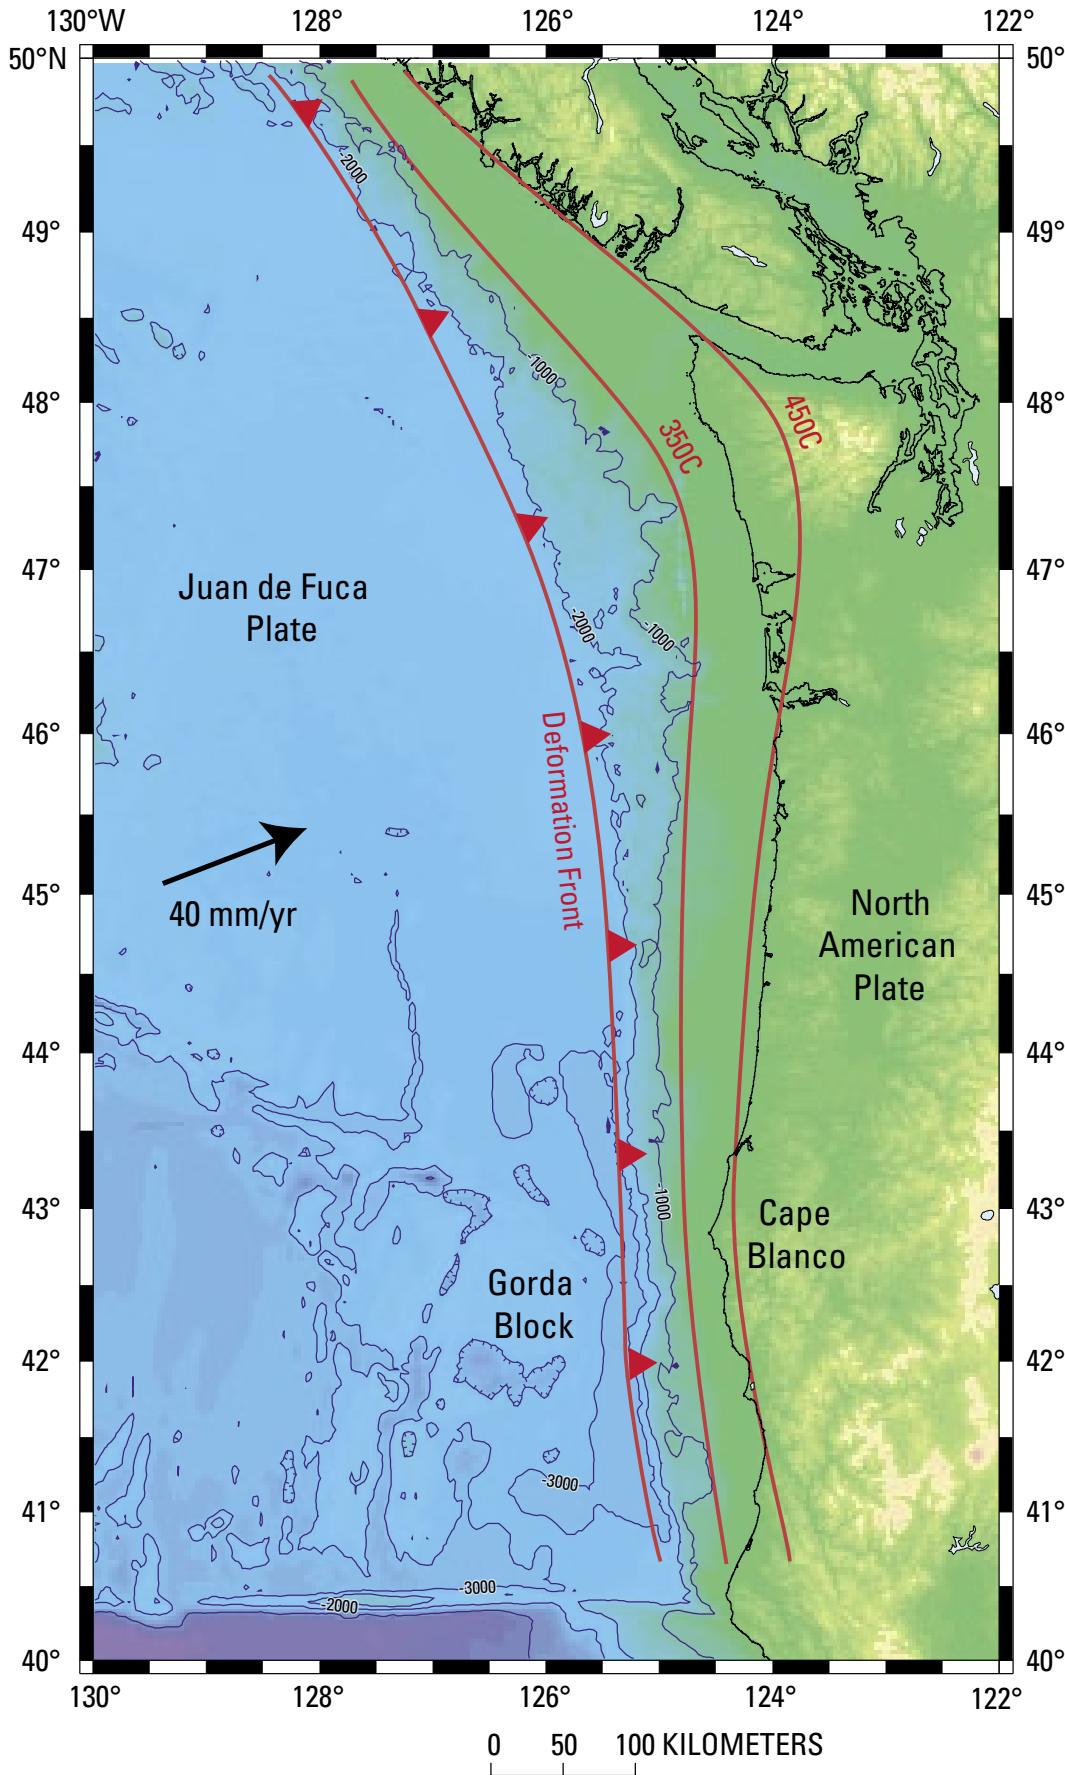 130°W 128° 126° 124° 122°
50°N 50°
-2000
49° 49°
-1000
48° 48°
450C
350C
47° 47°
Juan de Fuca
Plate
-2000
-1000
46° 46°
Deformation Front
45° 45°
40 mm/yr
North
American
Plate
44° 44°
43° 43°
-1000
Cape
Blanco
Gorda
Block
42° 42°
-3000
41° 41°
-3000
-2000
40° 40°
130° 128° 126° 124° 122°
0 50 100 KILOMETERS